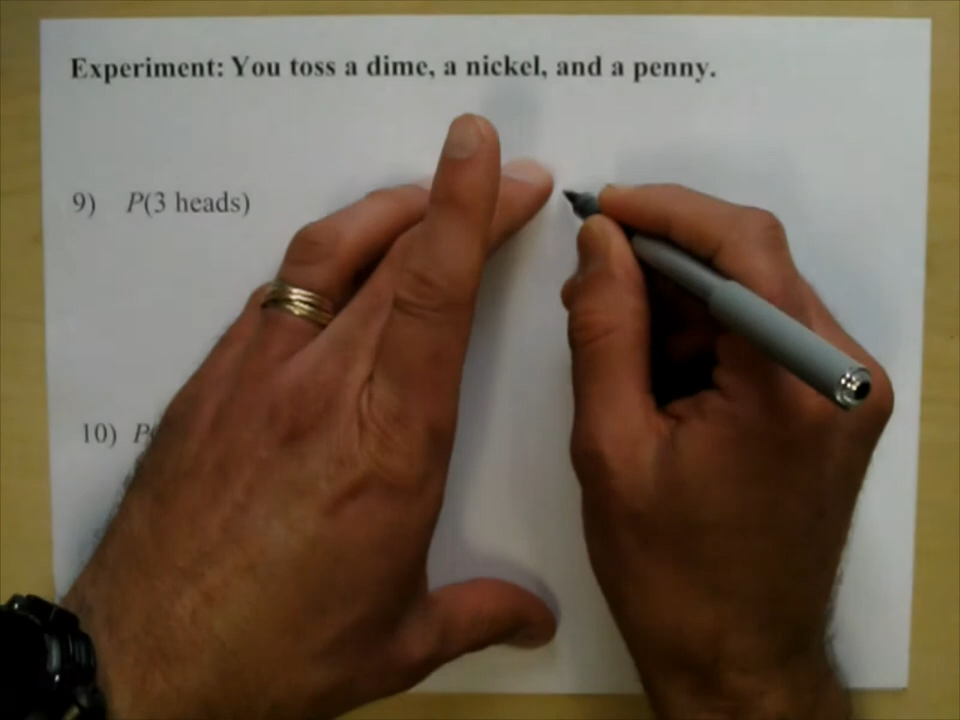 Experiment: You toss a dime, a nickel, and a penny.
9) P(3 heads)
10) P(